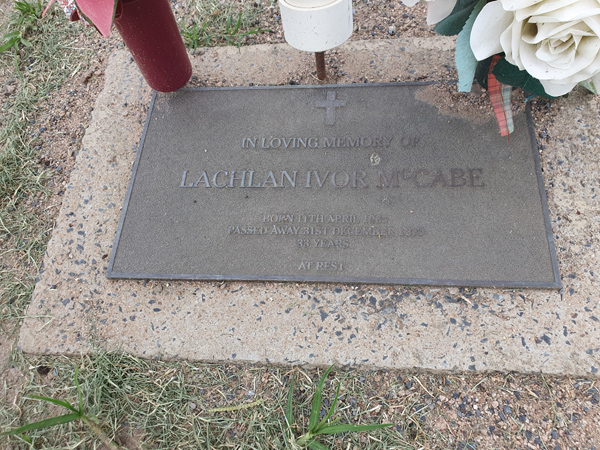 IN LOVING MEMORY OF
LACHLAN IVOR McCABE
BORN 11TH APRIL
PASSED AWAY 31ST DECEMBER
33 YEARS
AT REST